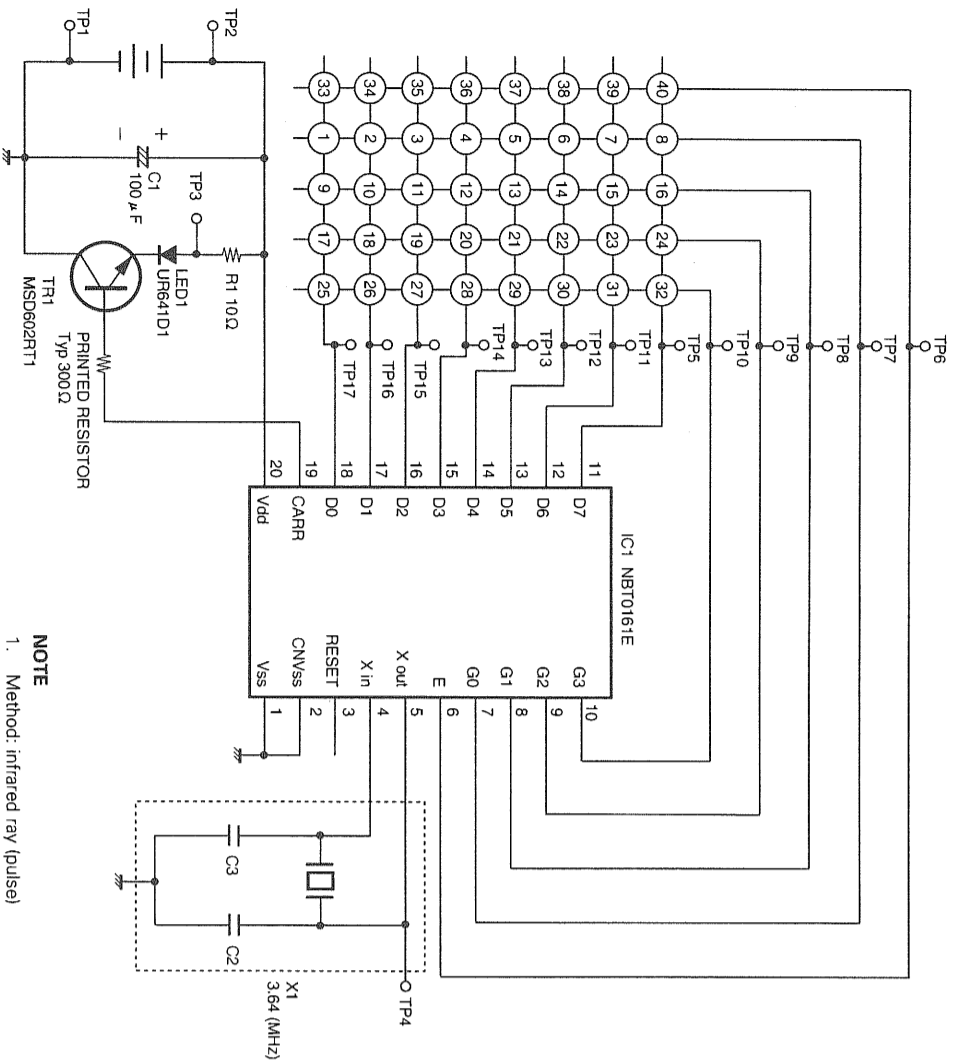 TP1
TP2
+
−
C1
100 μF
TP3
R1 10Ω
LED1
UR641D1
TR1
MSD602RT1
PRINTED RESISTOR
Typ 300Ω
33
34
35
36
37
38
39
40
1
2
3
4
5
6
7
8
9
10
11
12
13
14
15
16
17
18
19
20
21
22
23
24
25
26
27
28
29
30
31
32
TP17
TP16
TP15
TP14
TP13
TP12
TP11
TP5
TP10
TP9
TP8
TP7
TP6
20
19
18
17
16
15
14
13
12
11
Vdd
CARR
D0
D1
D2
D3
D4
D5
D6
D7
IC1 NBT0161E
Vss
CNVss
RESET
X in
X out
E
G0
G1
G2
G3
1
2
3
4
5
6
7
8
9
10
C3
C2
TP4
X1
3.64 (MHz)
NOTE
1. Method: infrared ray (pulse)